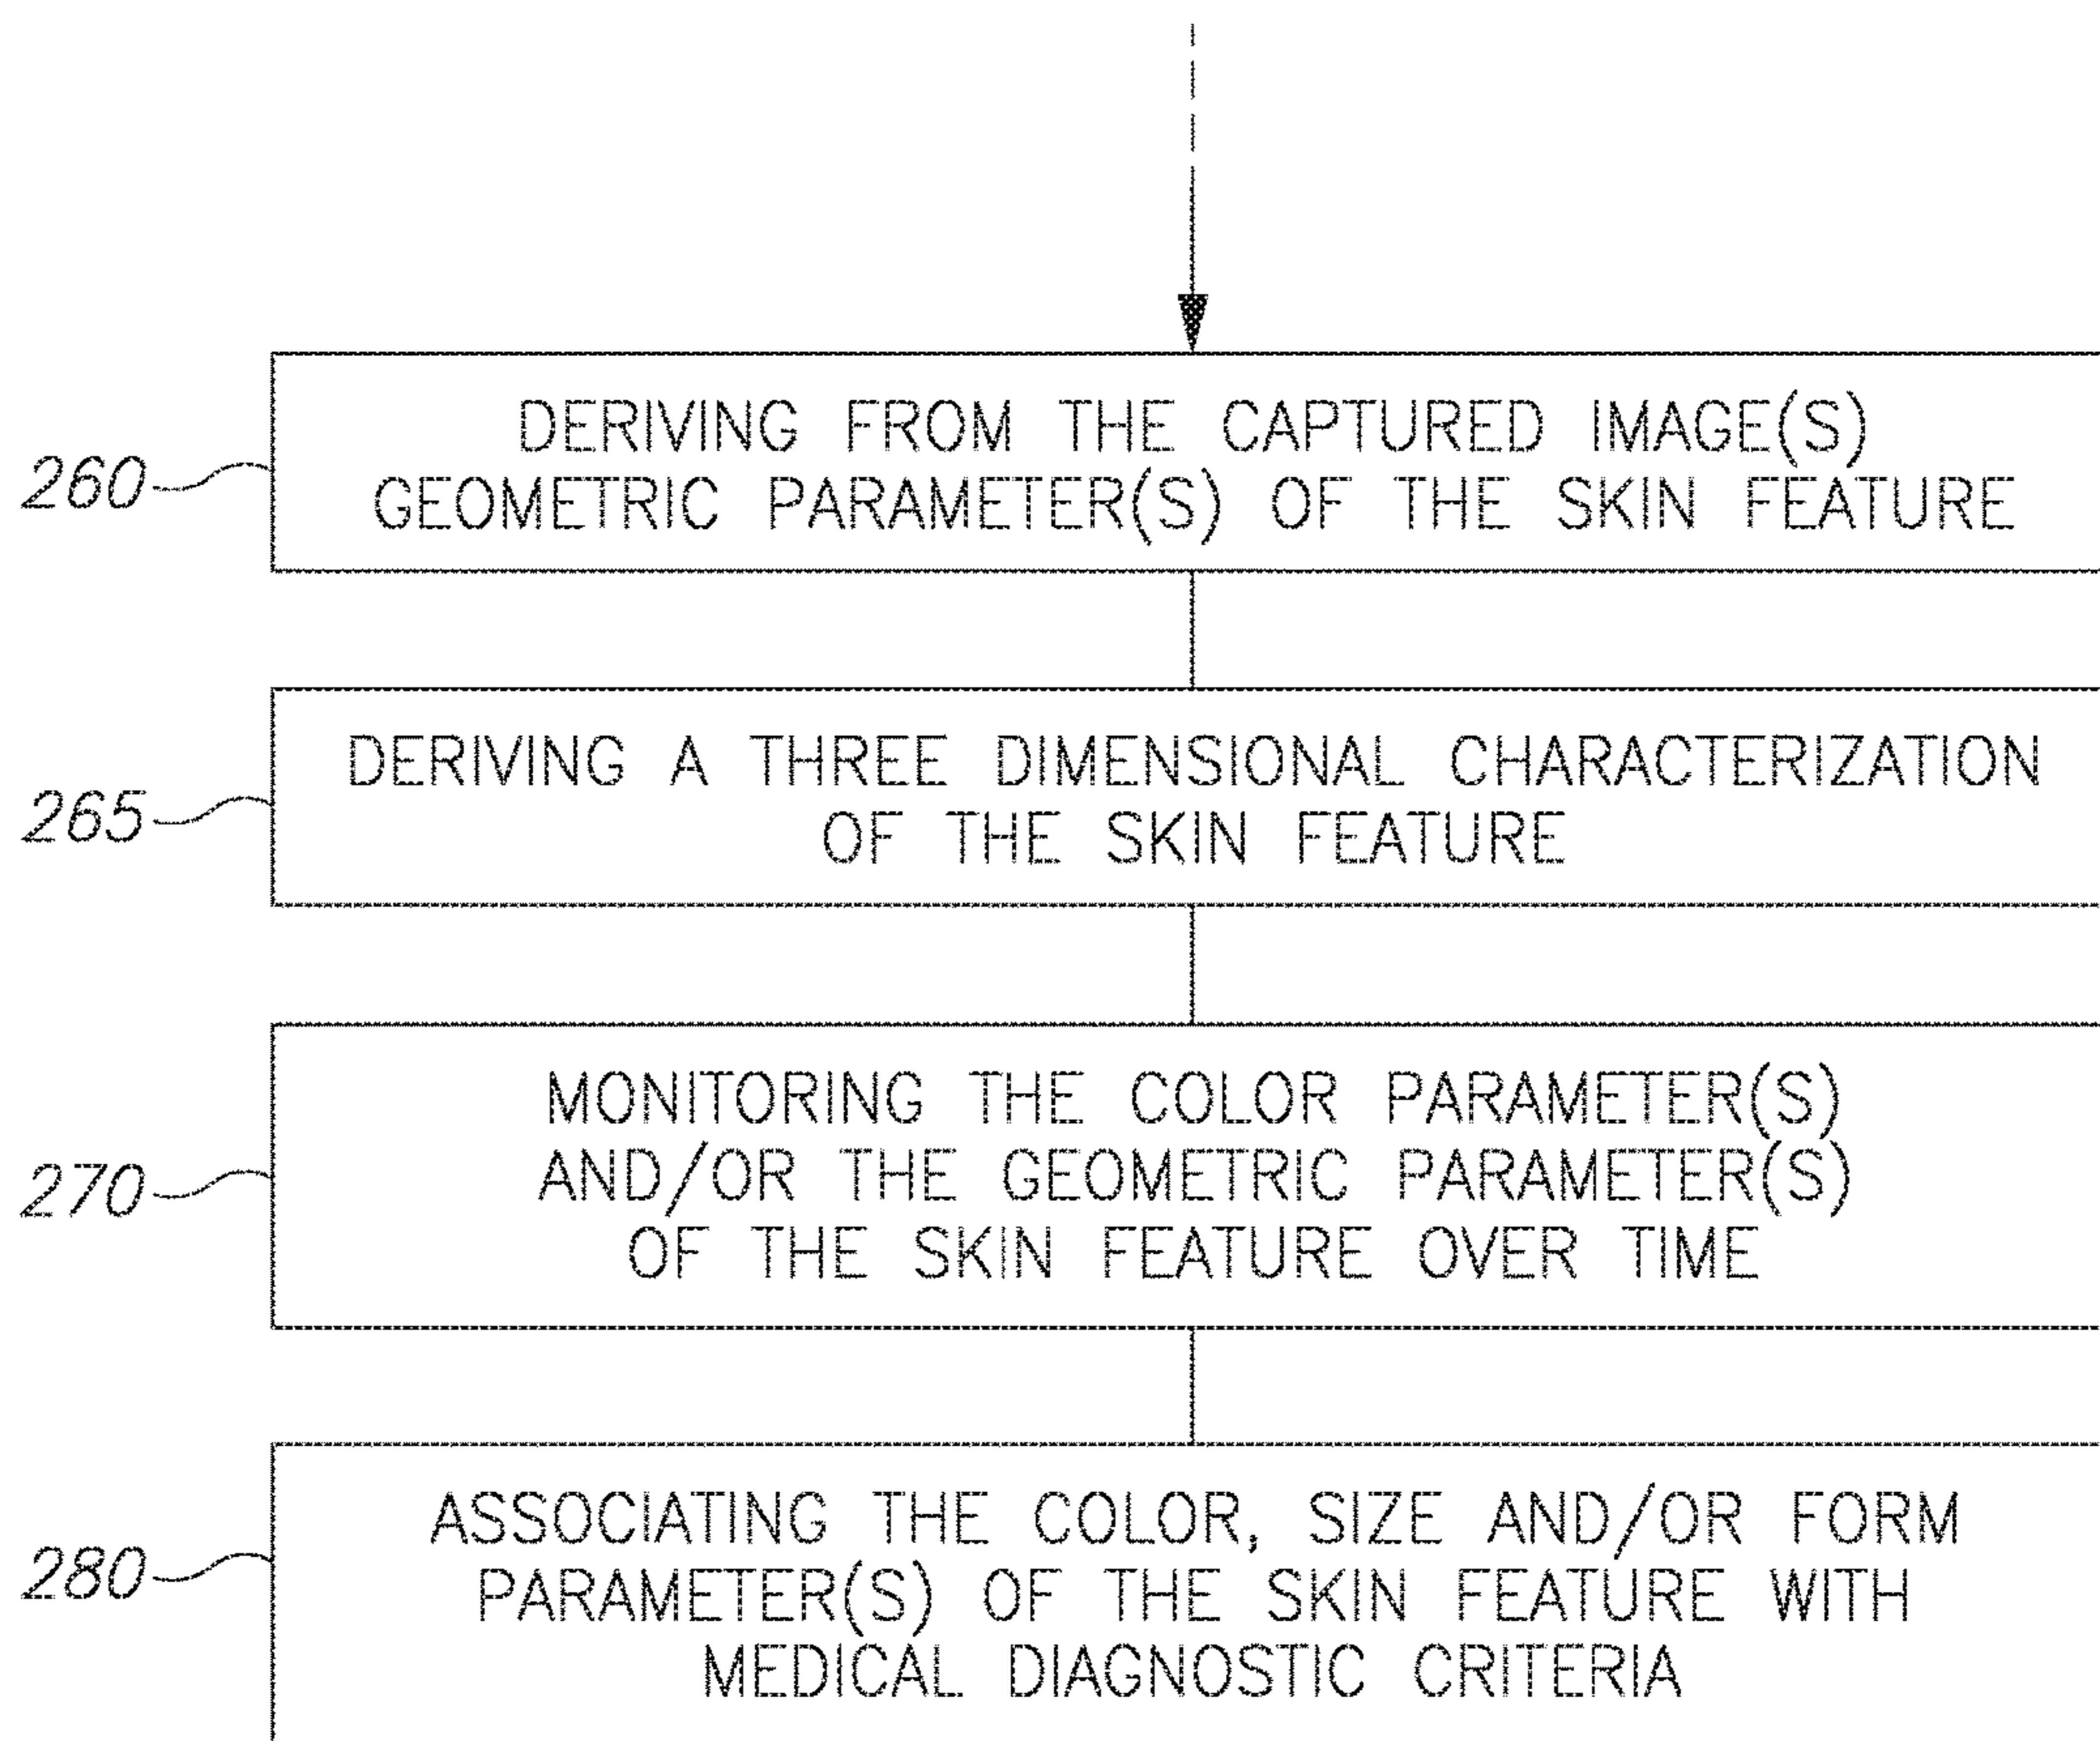 DERIVING FROM THE CAPTURED IMAGE(S)
260
GEOMETRIC PARAMETER(S) OF THE SKIN FEATURE
DERIVING A THREE DIMENSIONAL CHARACTERIZATION
265
OF THE SKIN FEATURE
MONITORING THE COLOR PARAMETER(S)
270
AND/OR THE GEOMETRIC PARAMETER(S)
OF THE SKIN FEATURE OVER TIME
ASSOCIATING THE COLOR, SIZE AND/OR FORM
280
PARAMETER(S) OF THE SKIN FEATURE WITH
MEDICAL DIAGNOSTIC CRITERIA